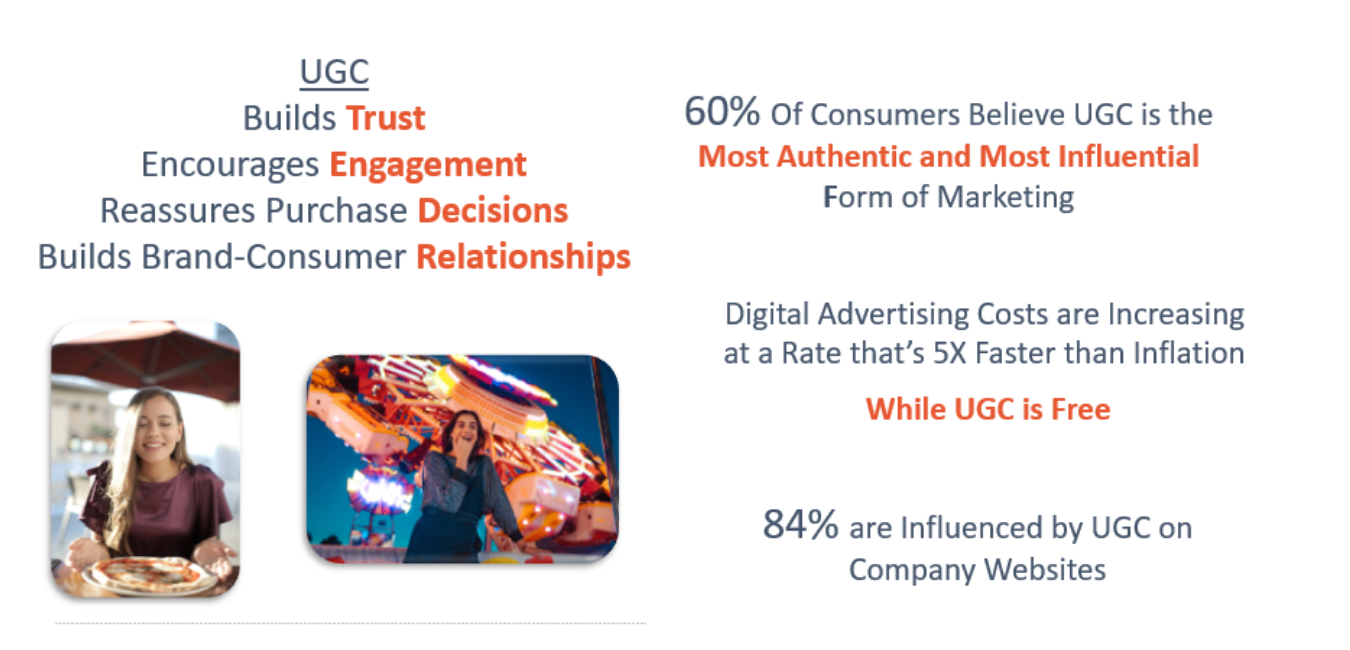 UGC
Builds Trust
Encourages Engagement
Reassures Purchase Decisions
Builds Brand-Consumer Relationships
60% Of Consumers Believe UGC is the
Most Authentic and Most Influential
Form of Marketing
Digital Advertising Costs are Increasing
at a Rate that’s 5X Faster than Inflation
While UGC is Free
84% are Influenced by UGC on
Company Websites